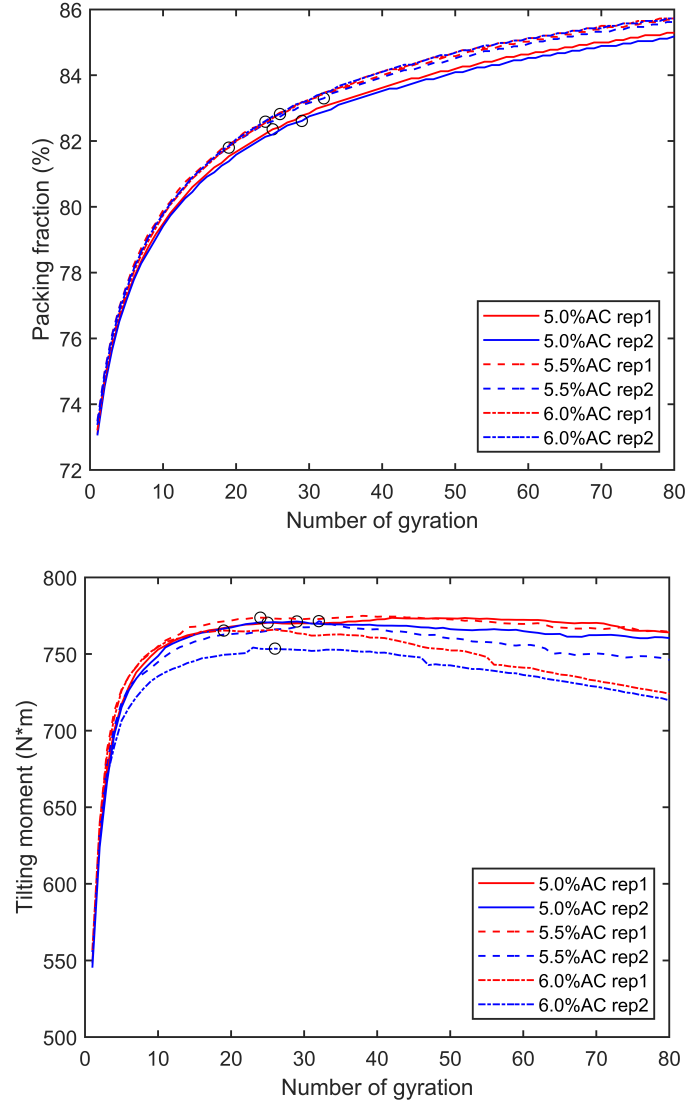 86
84
82
80
78
76
74
72
Packing fraction (%)
5.0%AC rep1
5.0%AC rep2
5.5%AC rep1
5.5%AC rep2
6.0%AC rep1
6.0%AC rep2
0 10 20 30 40 50 60 70 80
Number of gyration
800
750
700
650
600
550
500
Tilting moment (N*m)
5.0%AC rep1
5.0%AC rep2
5.5%AC rep1
5.5%AC rep2
6.0%AC rep1
6.0%AC rep2
0 10 20 30 40 50 60 70 80
Number of gyration